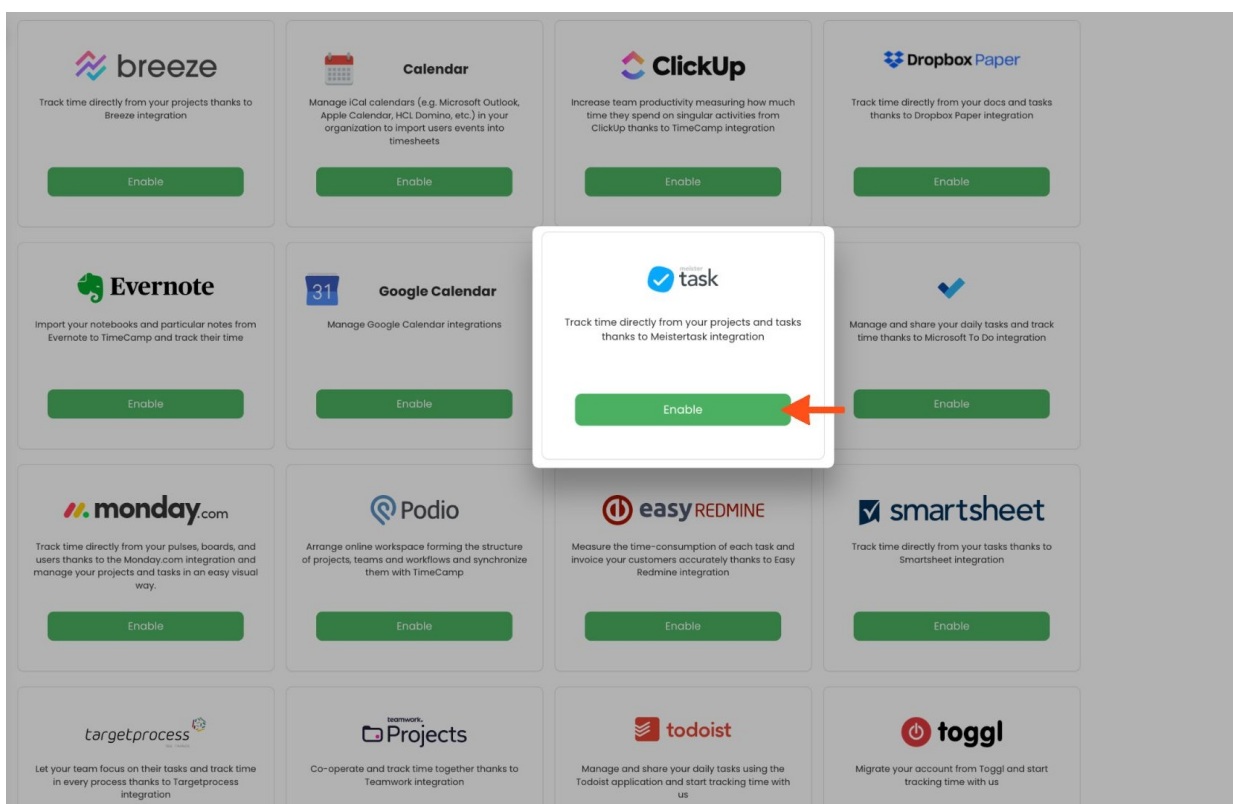 breeze
Track time directly from your projects thanks to
Breeze integration
Enable
Calendar
Manage iCal calendars (e.g. Microsoft Outlook,
Apple Calendar, HCL Domino, etc.) in your
organization to import users events into
timesheets
Enable
ClickUp
Increase team productivity measuring how much
time they spend on singular activities from
ClickUp thanks to TimeCamp integration
Enable
Dropbox Paper
Track time directly from your docs and tasks
thanks to Dropbox Paper integration
Enable
Evernote
Import your notebooks and particular notes from
Evernote to TimeCamp and track their time
Enable
31
Google Calendar
Manage Google Calendar integrations
Enable
meister
task
Track time directly from your projects and tasks
thanks to Meistertask integration
Enable
Manage and share your daily tasks and track
time thanks to Microsoft To Do integration
Enable
monday.com
Track time directly from your pulses, boards, and
users thanks to the Monday.com integration and
manage your projects and tasks in an easy visual
way.
Enable
Podio
Arrange online workspace forming the structure
of projects, teams and workflows and synchronize
them with TimeCamp
Enable
easy REDMINE
Measure the time-consumption of each task and
invoice your customers accurately thanks to Easy
Redmine integration
Enable
smartsheet
Track time directly from your tasks thanks to
Smartsheet integration
Enable
targetprocess
Let your team focus on their tasks and track time
in every process thanks to Targetprocess
integration
teamwork.
Projects
Co-operate and track time together thanks to
Teamwork integration
todoist
Manage and share your daily tasks using the
Todoist application and start tracking time with
us
toggl
Migrate your account from Toggl and start
tracking time with us